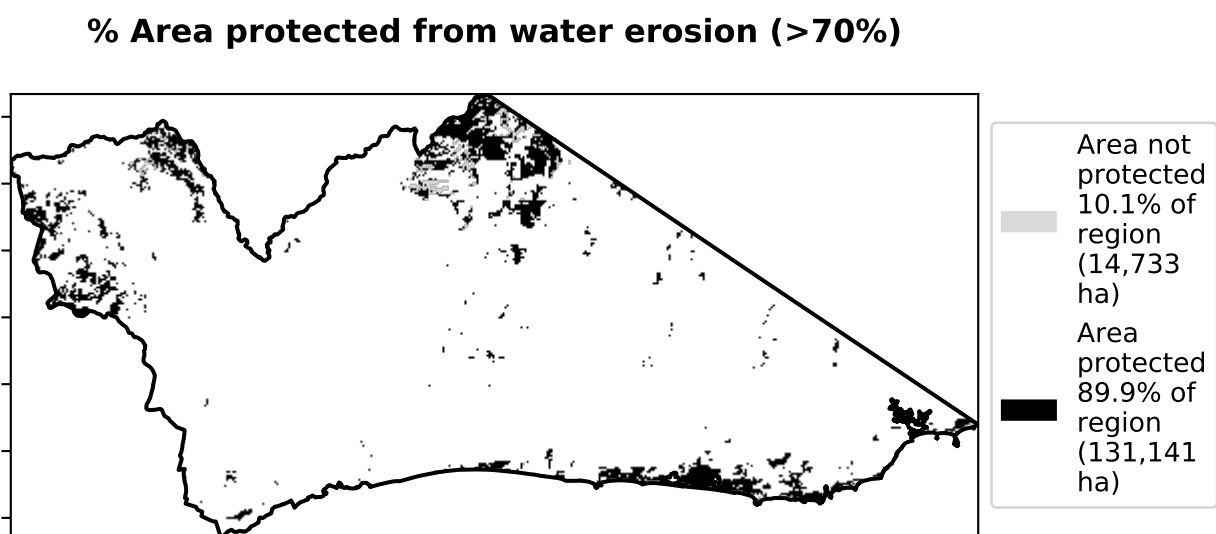 % Area protected from water erosion (>70%)
Area not
protected
10.1% of
region
(14,733
ha)
Area
protected
89.9% of
region
(131,141
ha)